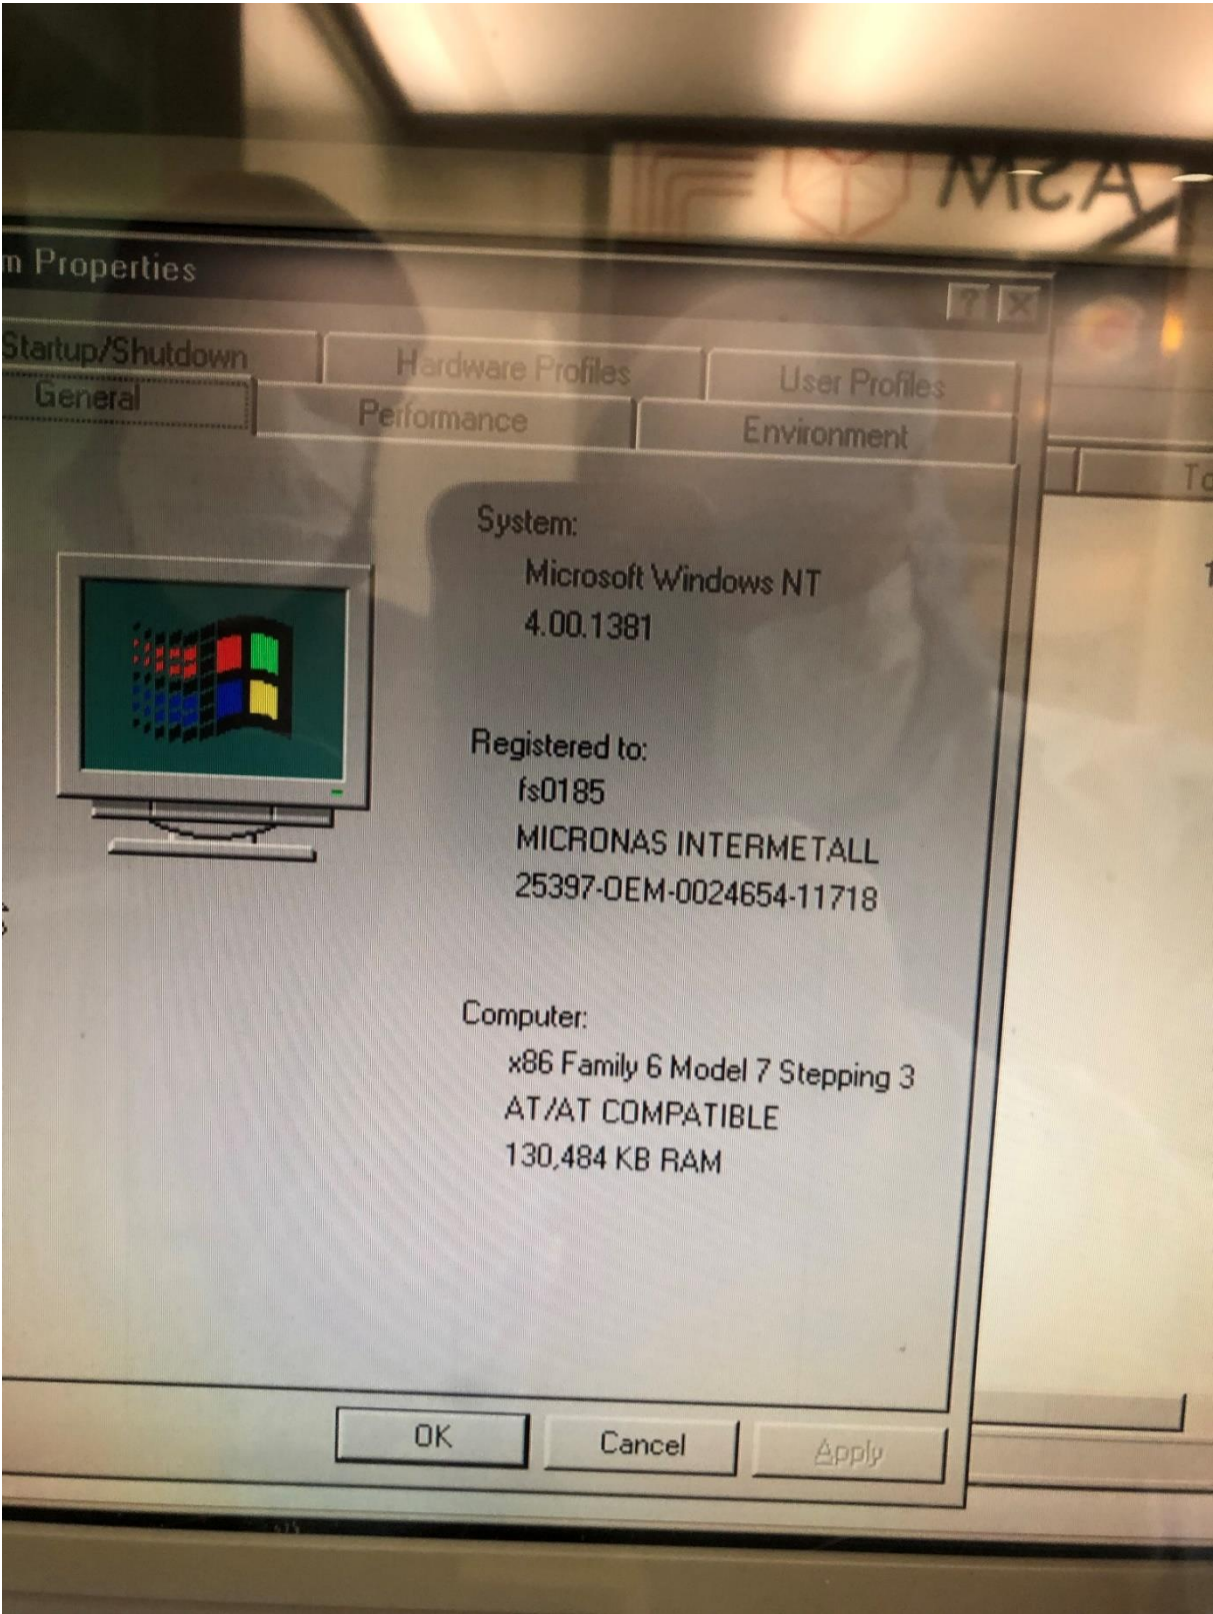 ASM
m Properties
Startup/Shutdown
Hardware Profiles
User Profiles
General
Performance
Environment
To
System:
Microsoft Windows NT
4.00.1381
Registered to:
fs0185
MICRONAS INTERMETALL
25397-OEM-0024654-11718
Computer:
x86 Family 6 Model 7 Stepping 3
AT/AT COMPATIBLE
130,484 KB RAM
OK
Cancel
Apply